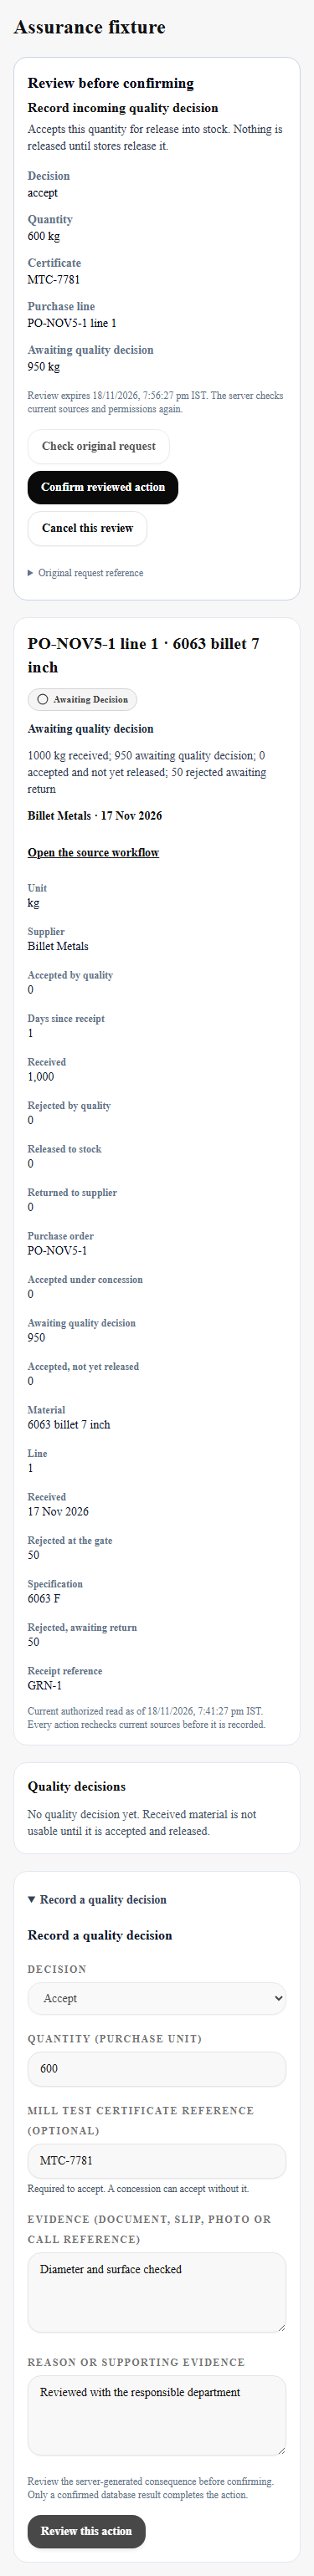 Assurance fixture
Review before confirming
Record incoming quality decision
Accepts this quantity for release into stock. Nothing is
released until stores release it.
Decision
accept
Quantity
600 kg
Certificate
MTC-7781
Purchase line
PO-NOV5-1 line 1
Awaiting quality decision
950 kg
Review expires 18/11/2026, 7:56:27 pm IST. The server checks
current sources and permissions again.
Check original request
Confirm reviewed action
Cancel this review
Original request reference
PO-NOV5-1 line 1 · 6063 billet 7
inch
Awaiting Decision
Awaiting quality decision
1000 kg received; 950 awaiting quality decision; 0
accepted and not yet released; 50 rejected awaiting
return
Billet Metals · 17 Nov 2026
Open the source workflow
Unit
kg
Supplier
Billet Metals
Accepted by quality
0
Days since receipt
1
Received
1,000
Rejected by quality
0
Released to stock
0
Returned to supplier
0
Purchase order
PO-NOV5-1
Accepted under concession
0
Awaiting quality decision
950
Accepted, not yet released
0
Material
6063 billet 7 inch
Line
1
Received
17 Nov 2026
Rejected at the gate
50
Specification
6063 F
Rejected, awaiting return
50
Receipt reference
GRN-1
Current authorized read as of 18/11/2026, 7:41:27 pm IST.
Every action rechecks current sources before it is recorded.
Quality decisions
No quality decision yet. Received material is not
usable until it is accepted and released.
Record a quality decision
Record a quality decision
DECISION
Accept
QUANTITY (PURCHASE UNIT)
600
MILL TEST CERTIFICATE REFERENCE
(OPTIONAL)
MTC-7781
Required to accept. A concession can accept without it.
EVIDENCE (DOCUMENT, SLIP, PHOTO OR
CALL REFERENCE)
Diameter and surface checked
REASON OR SUPPORTING EVIDENCE
Reviewed with the responsible department
Review the server-generated consequence before confirming.
Only a confirmed database result completes the action.
Review this action